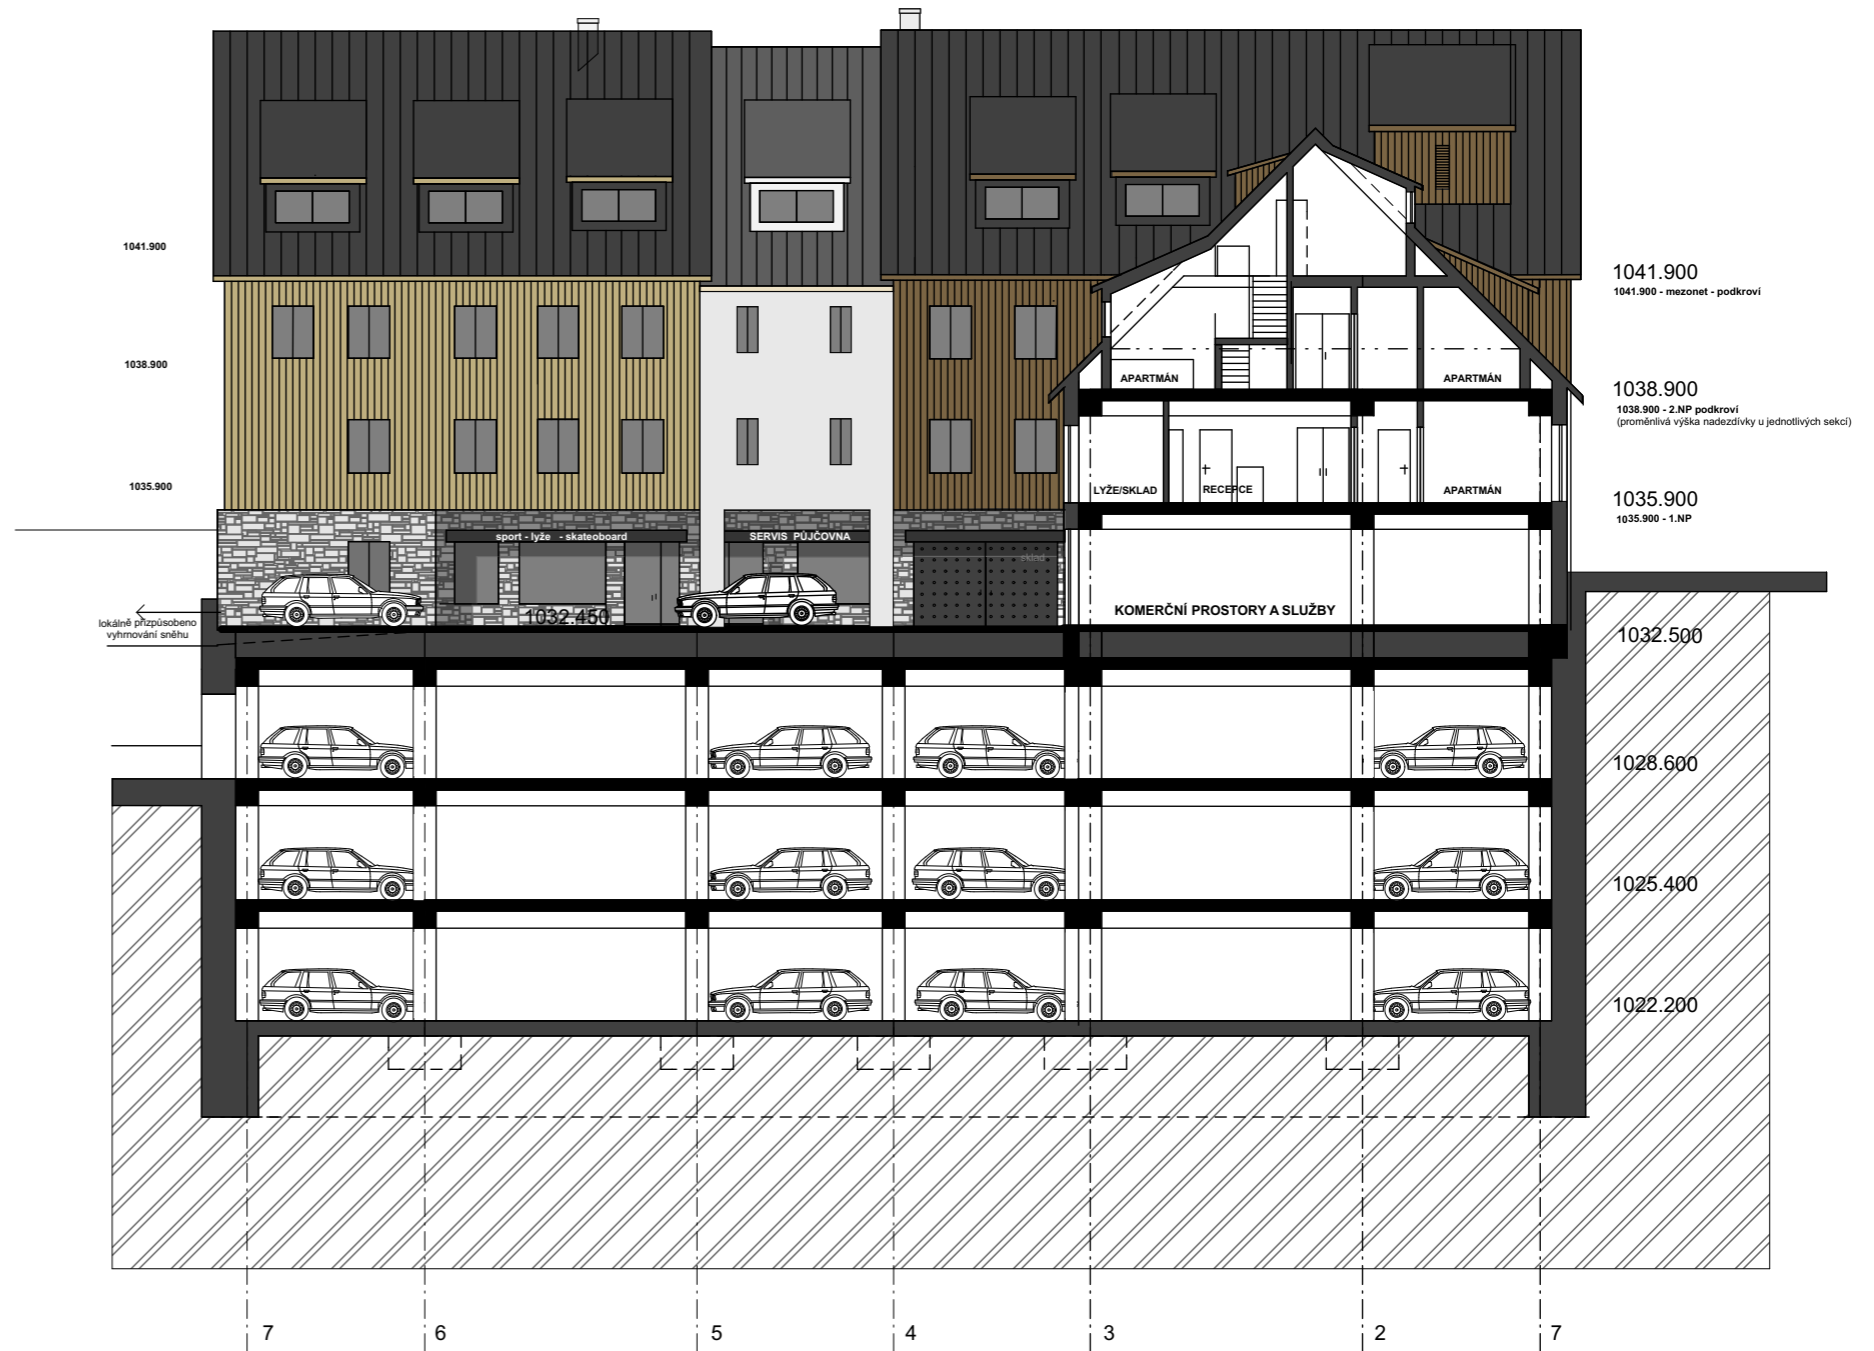 1041.900
1041.900
1041.900 - mezonet - podkroví
1038.900
APARTMÁN
APARTMÁN
1038.900
1038.900 - 2.NP podkroví
(proměnlivá výška nadezdívky u jednotlivých sekcí)
1035.900
LYŽE/SKLAD
RECEPCE
APARTMÁN
1035.900
1035.900 - 1.NP
sport - lyže - skateoboard
SERVIS PŮJČOVNA
sklad
lokálně přizpůsobeno
vyhrnování sněhu
1032.450
KOMERČNÍ PROSTORY A SLUŽBY
1032.500
1028.600
1025.400
1022.200
7
6
5
4
3
2
7